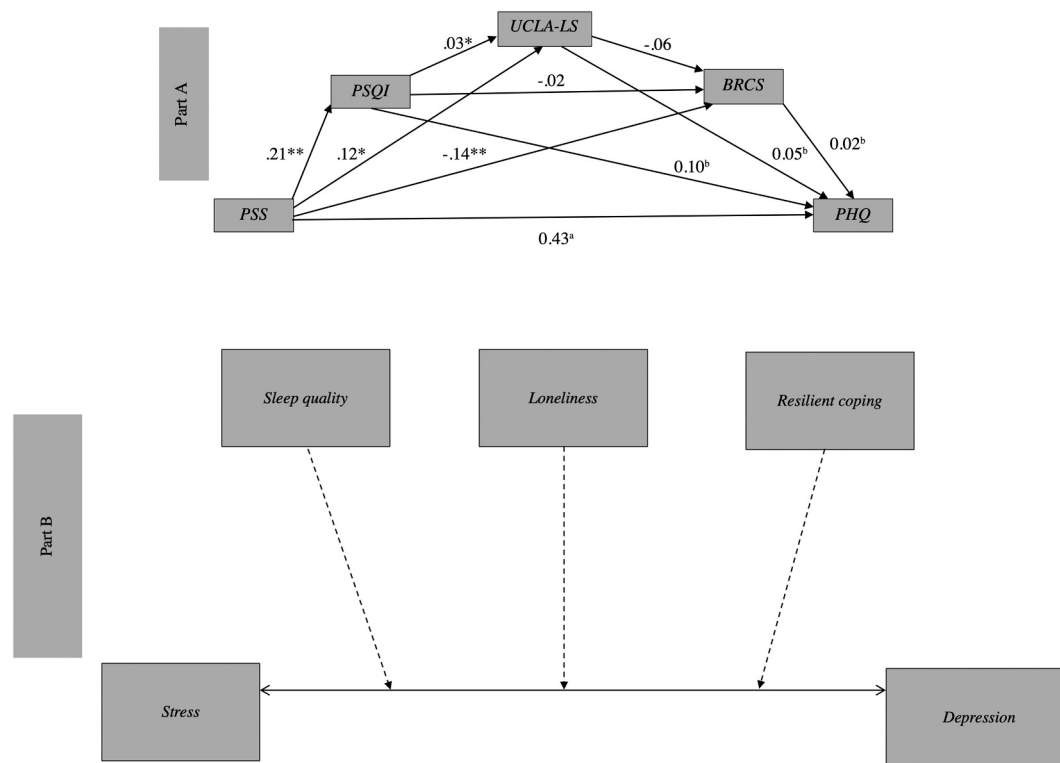 Part A
UCLA-LS
.03*
-.06
PSQI
-.02
BRCS
.21**
.12*
-.14**
0.10ᵇ
0.05ᵇ
0.02ᵇ
PSS
PHQ
0.43ᵃ
Part B
Sleep quality
Loneliness
Resilient coping
Stress
Depression